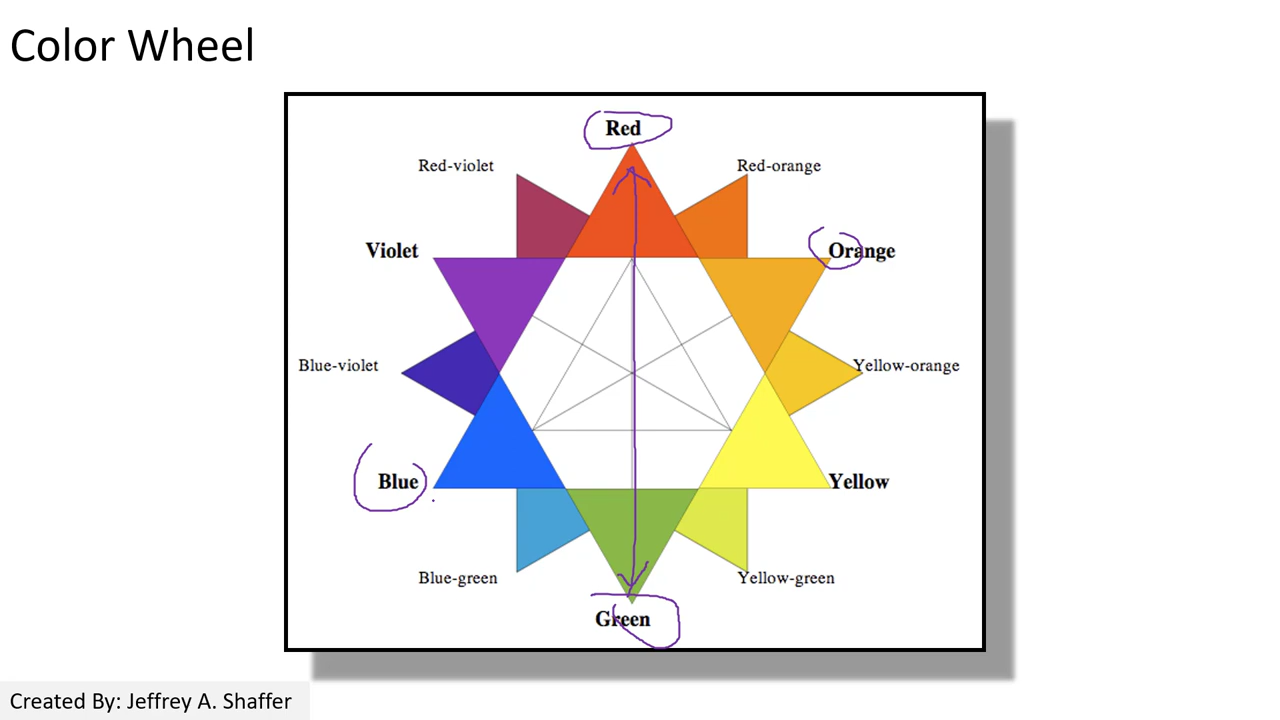 Color Wheel
Red
Red-violet
Red-orange
Violet
Orange
Blue-violet
Yellow-orange
Blue
Yellow
Blue-green
Yellow-green
Green
Created By: Jeffrey A. Shaffer